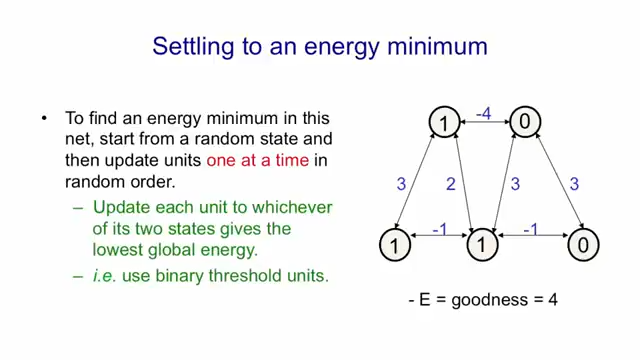 Settling to an energy minimum
• To find an energy minimum in this
net, start from a random state and
then update units one at a time in
random order.
– Update each unit to whichever
of its two states gives the
lowest global energy.
– i.e. use binary threshold units.
1 -4 0
3 2 3 3
1 -1 1 -1 0
- E = goodness = 4